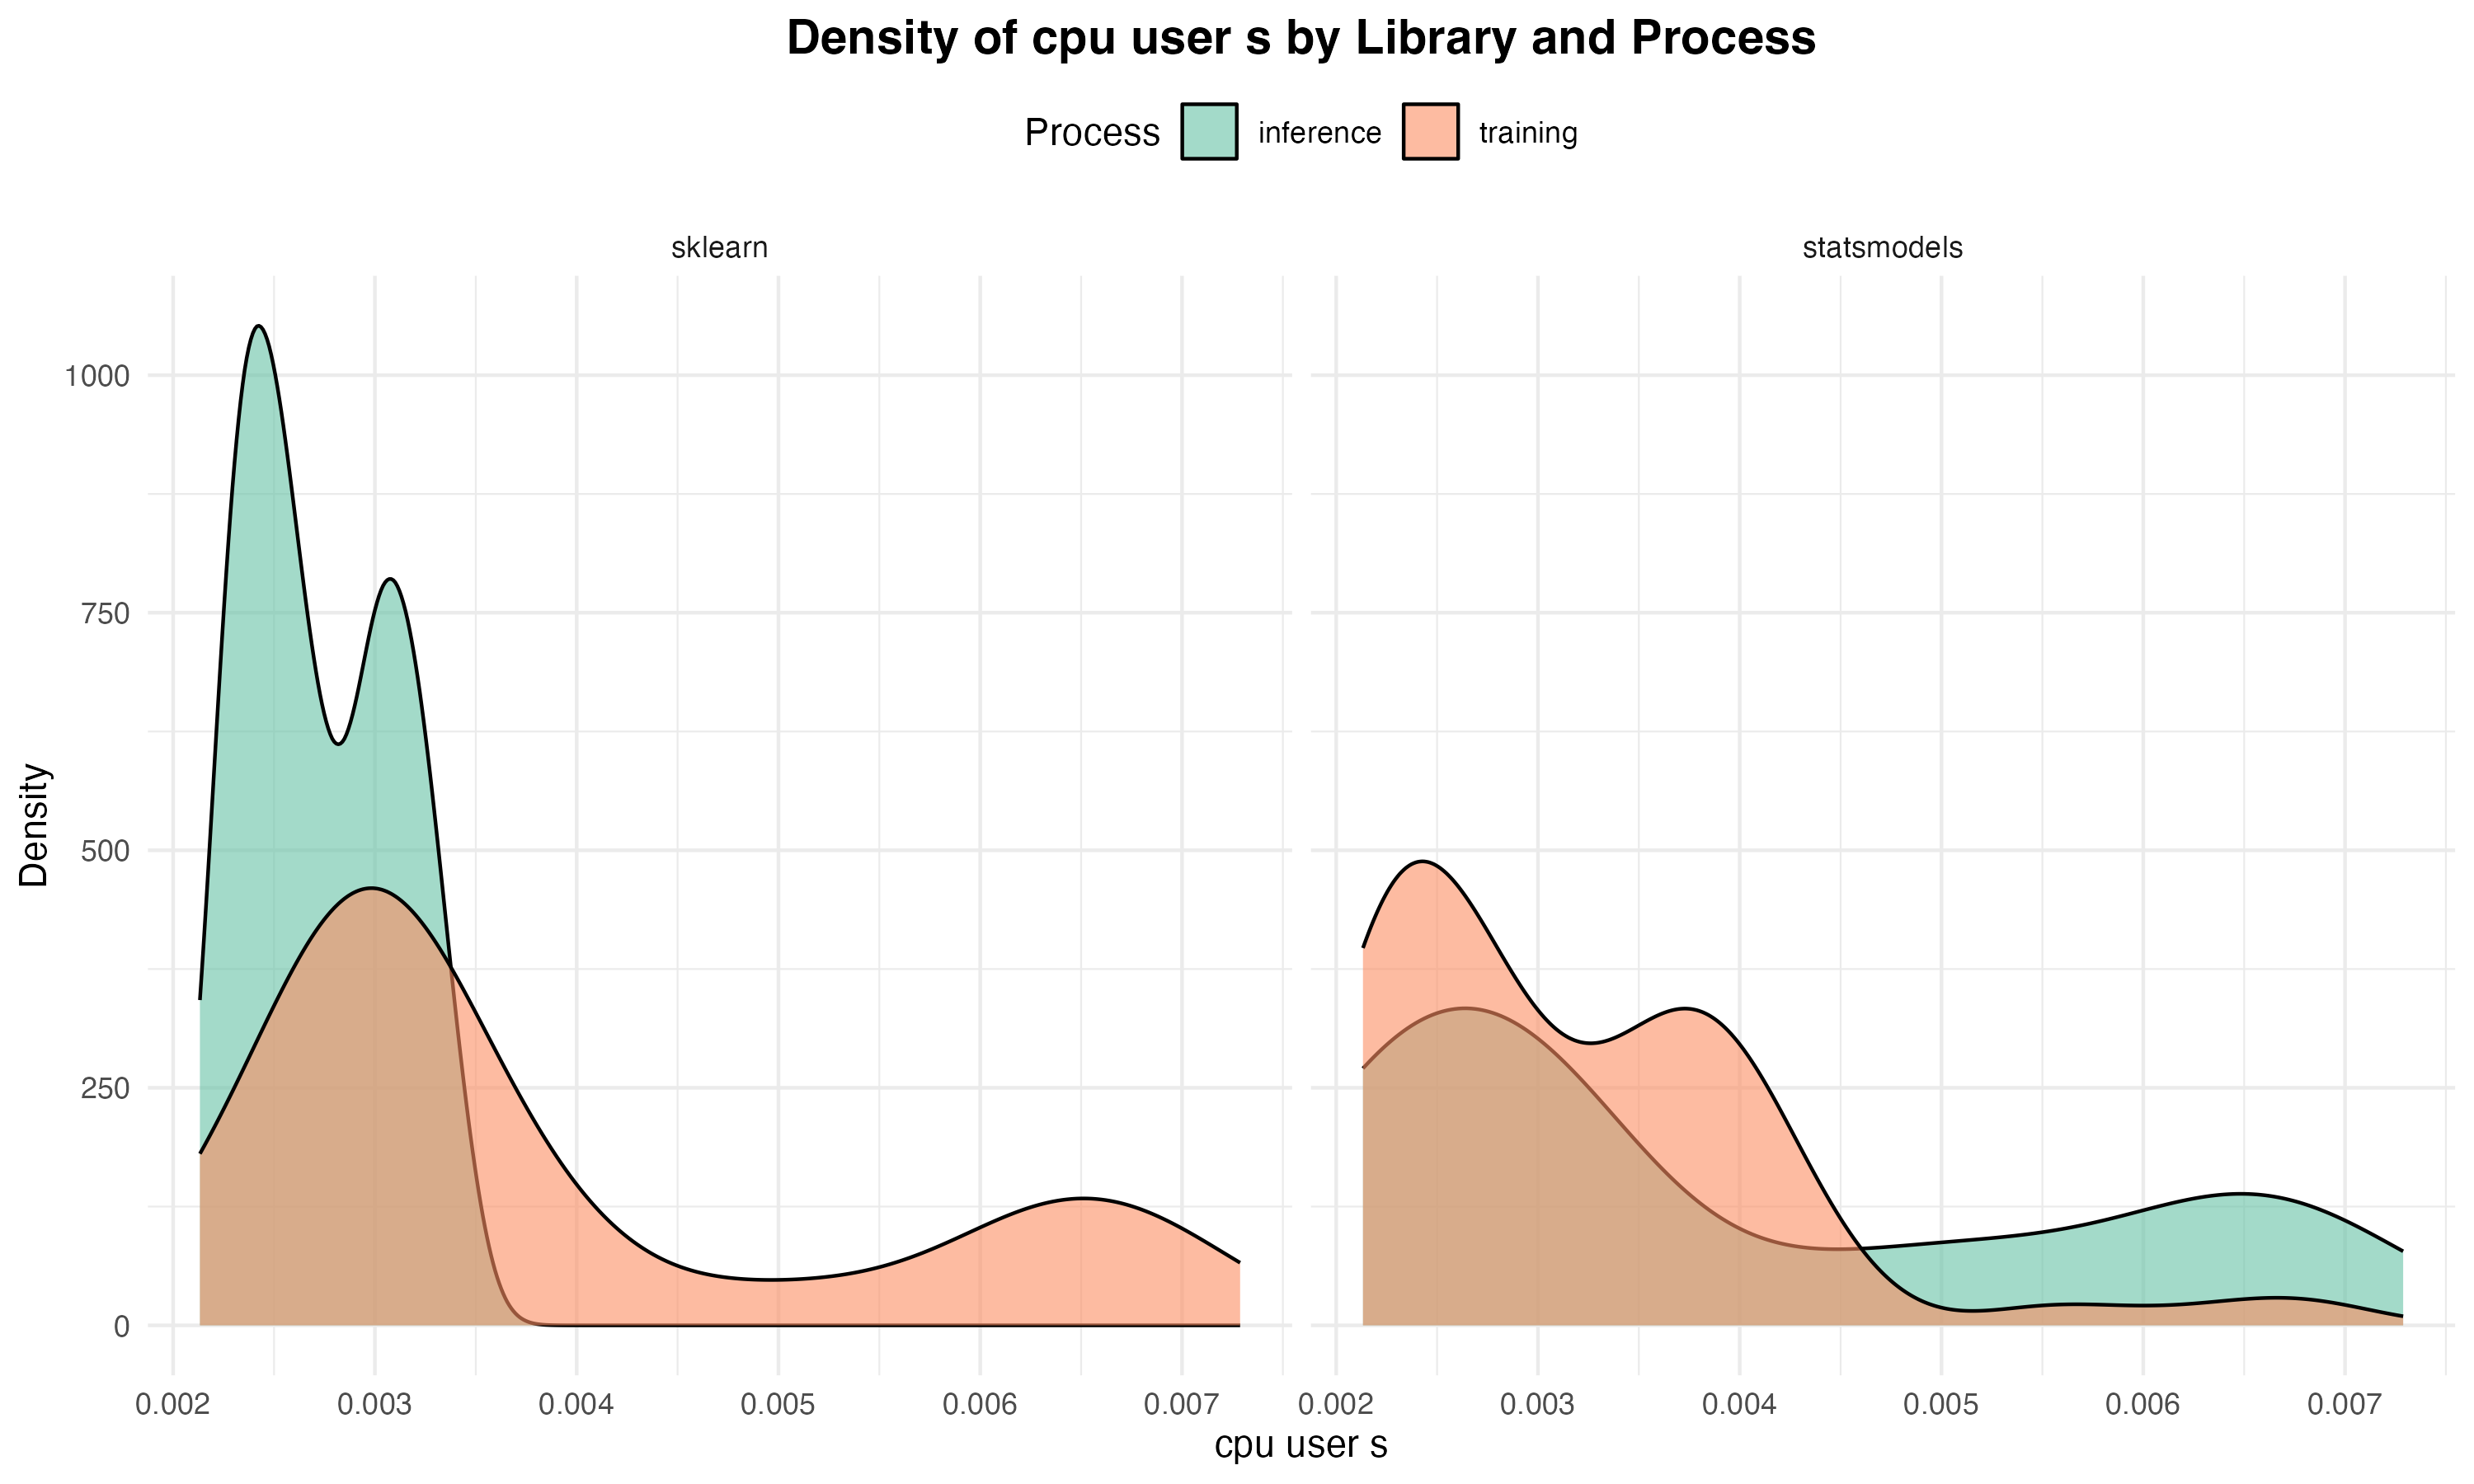 Density of cpu user s by Library and Process
Process inference training
sklearn statsmodels
Density
1000
750
500
250
0
0.002 0.003 0.004 0.005 0.006 0.007 0.002 0.003 0.004 0.005 0.006 0.007
cpu user s